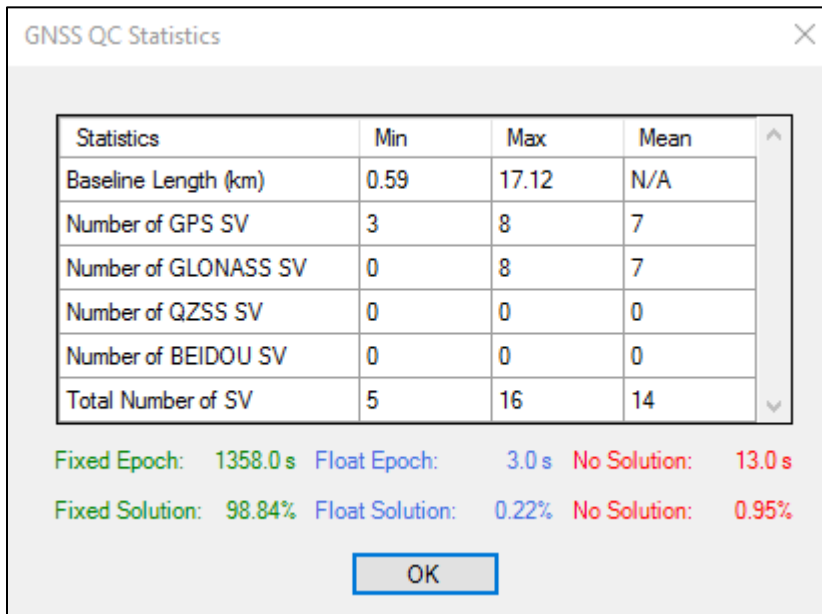 GNSS QC Statistics
Statistics Min Max Mean
Baseline Length (km) 0.59 17.12 N/A
Number of GPS SV 3 8 7
Number of GLONASS SV 0 8 7
Number of QZSS SV 0 0 0
Number of BEIDOU SV 0 0 0
Total Number of SV 5 16 14
Fixed Epoch: 1358.0 s Float Epoch: 3.0 s No Solution: 13.0 s
Fixed Solution: 98.84% Float Solution: 0.22% No Solution: 0.95%
OK